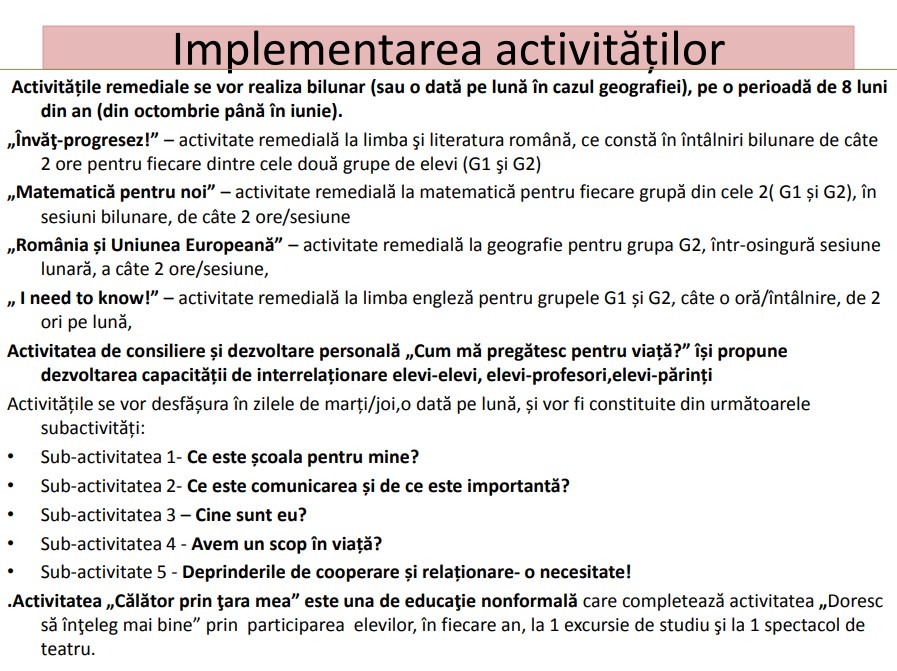 Implementarea activităților
Activitățile remediale se vor realiza bilunar (sau o dată pe lună în cazul geografiei), pe o perioadă de 8 luni
din an (din octombrie până în iunie).
„Învăţ-progresez!” – activitate remedială la limba şi literatura română, ce constă în întâlniri bilunare de câte
2 ore pentru fiecare dintre cele două grupe de elevi (G1 şi G2)
„Matematică pentru noi” – activitate remedială la matematică pentru fiecare grupă din cele 2( G1 și G2), în
sesiuni bilunare, de câte 2 ore/sesiune
„România și Uniunea Europeană” – activitate remedială la geografie pentru grupa G2, într-osingură sesiune
lunară, a câte 2 ore/sesiune,
„ I need to know!” – activitate remedială la limba engleză pentru grupele G1 și G2, câte o oră/întâlnire, de 2
ori pe lună,
Activitatea de consiliere și dezvoltare personală „Cum mă pregătesc pentru viață?” își propune
dezvoltarea capacității de interrelaționare elevi-elevi, elevi-profesori,elevi-părinți
Activitățile se vor desfășura în zilele de marți/joi,o dată pe lună, și vor fi constituite din următoarele
subactivități:
• Sub-activitatea 1- Ce este școala pentru mine?
• Sub-activitatea 2- Ce este comunicarea și de ce este importantă?
• Sub-activitatea 3 – Cine sunt eu?
• Sub-activitatea 4 - Avem un scop în viață?
• Sub-activitate 5 - Deprinderile de cooperare și relaționare- o necesitate!
.Activitatea „Călător prin ţara mea” este una de educaţie nonformală care completează activitatea „Doresc
să înţeleg mai bine” prin participarea elevilor, în fiecare an, la 1 excursie de studiu şi la 1 spectacol de
teatru.